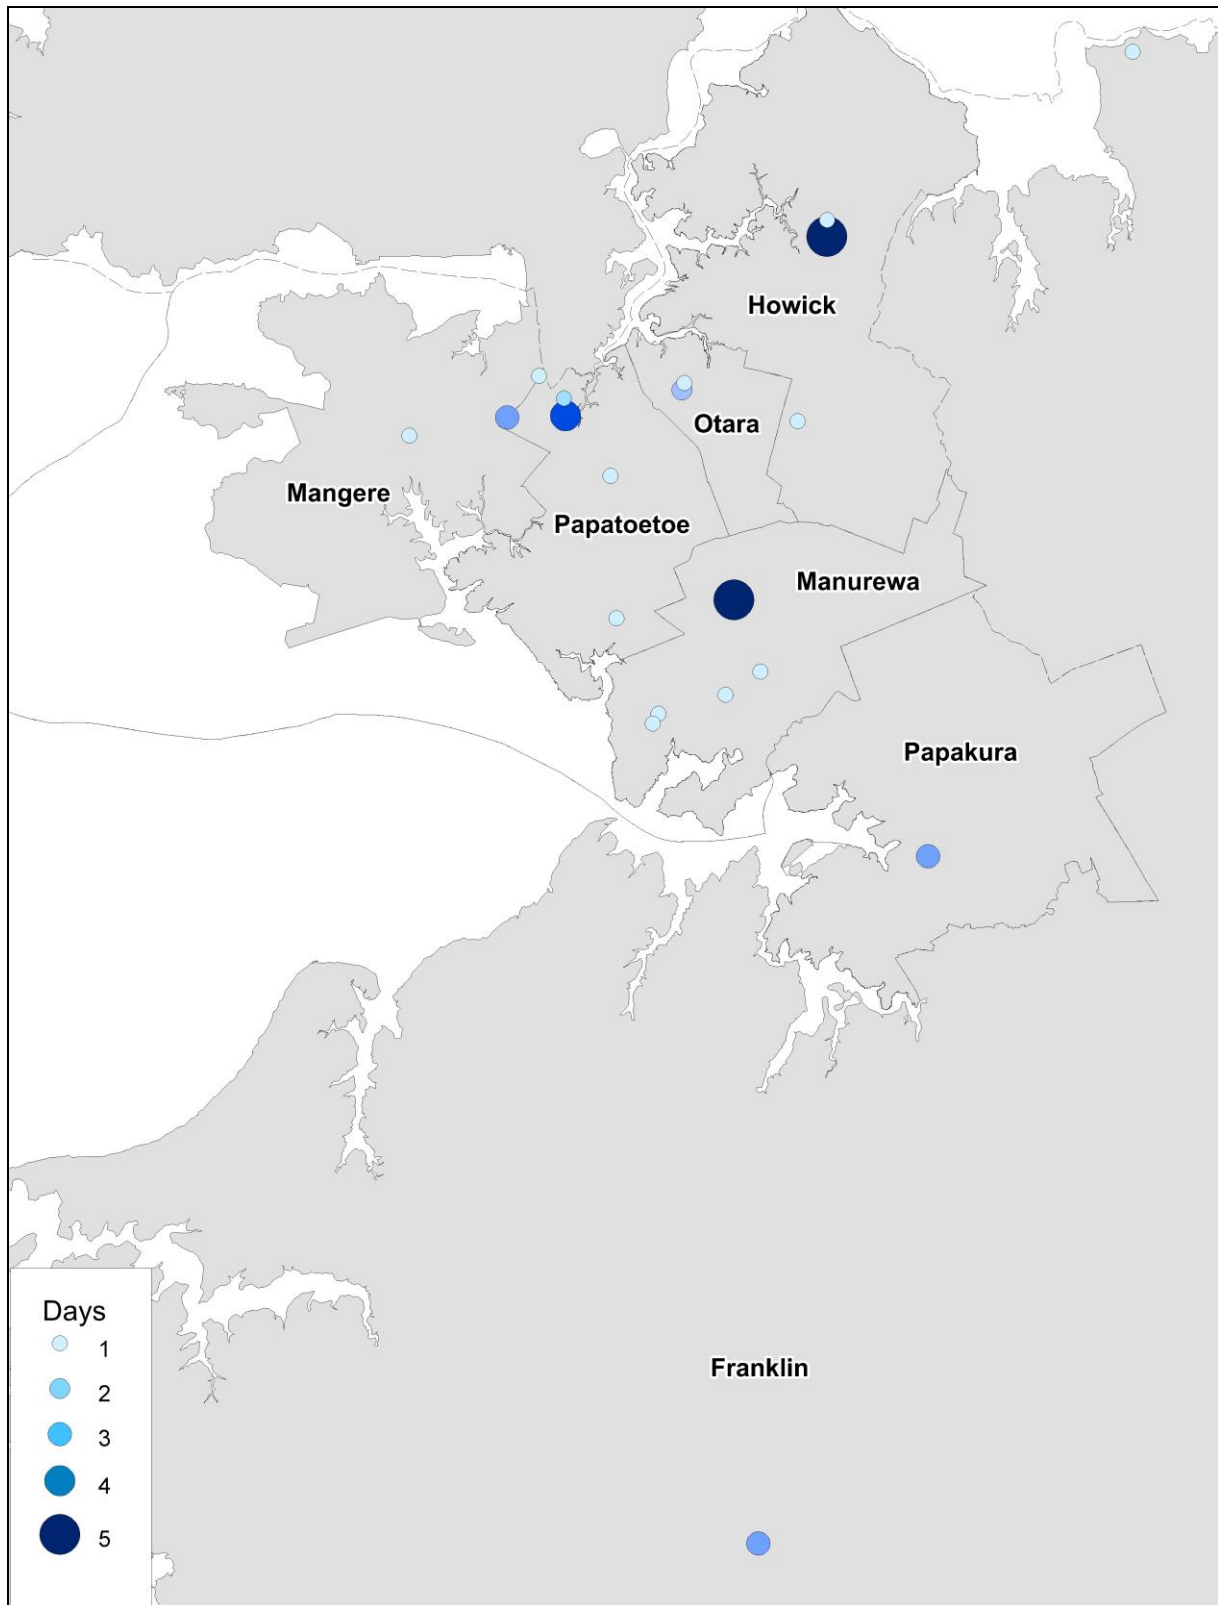 Howick
Otara
Mangere
Papatoetoe
Manurewa
Papakura
Franklin
Days
1
2
3
4
5